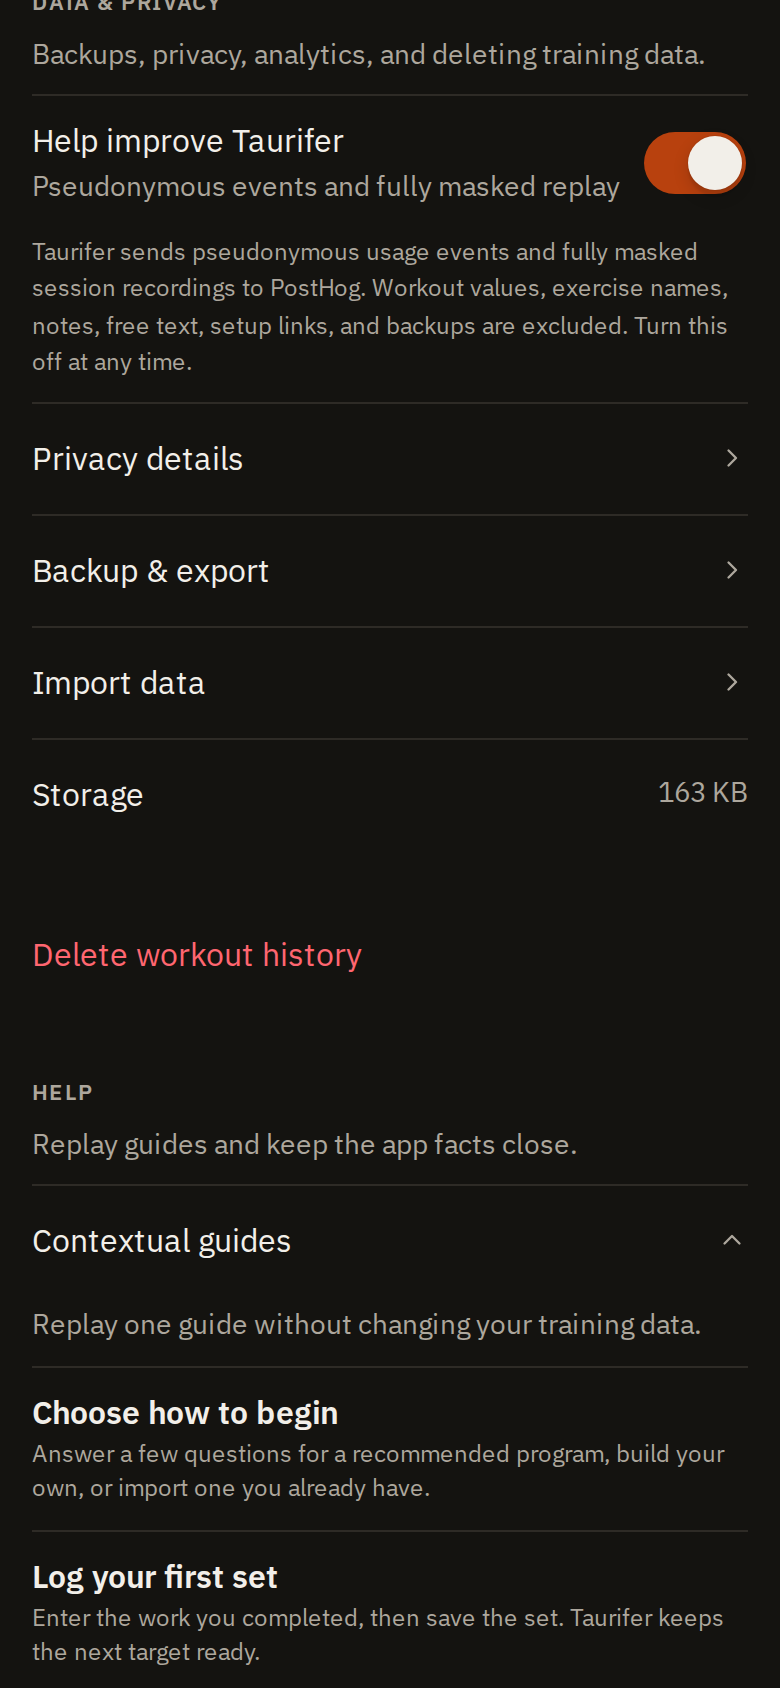 DATA & PRIVACY
Backups, privacy, analytics, and deleting training data.
Help improve Taurifer
Pseudonymous events and fully masked replay
Taurifer sends pseudonymous usage events and fully masked
session recordings to PostHog. Workout values, exercise names,
notes, free text, setup links, and backups are excluded. Turn this
off at any time.
Privacy details
Backup & export
Import data
Storage
163 KB
Delete workout history
HELP
Replay guides and keep the app facts close.
Contextual guides
Replay one guide without changing your training data.
Choose how to begin
Answer a few questions for a recommended program, build your
own, or import one you already have.
Log your first set
Enter the work you completed, then save the set. Taurifer keeps
the next target ready.